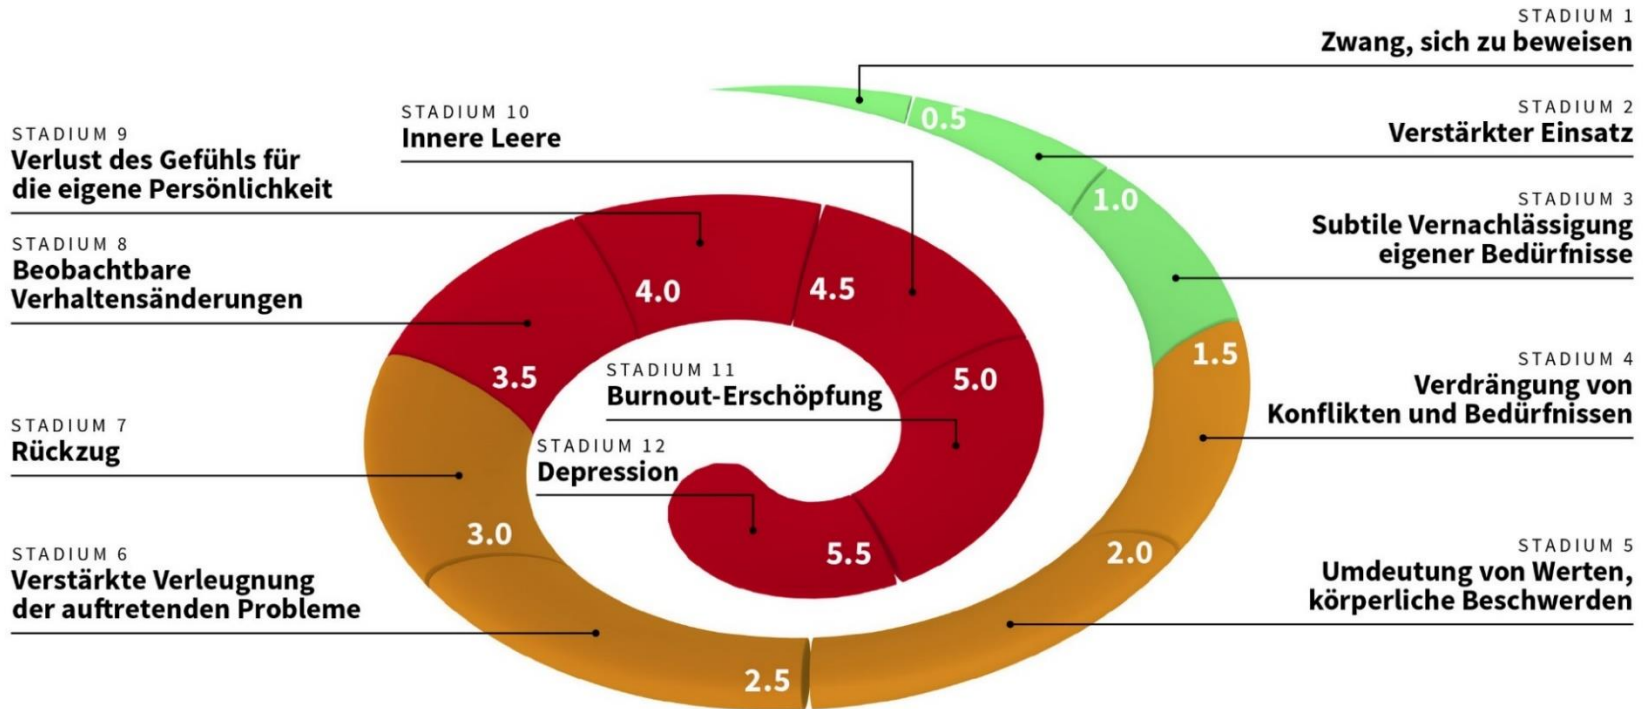 STADIUM 1
Zwang, sich zu beweisen
STADIUM 2
Verstärkter Einsatz
STADIUM 3
Subtile Vernachlässigung
eigener Bedürfnisse
STADIUM 4
Verdrängung von
Konflikten und Bedürfnissen
STADIUM 5
Umdeutung von Werten,
körperliche Beschwerden
STADIUM 6
Verstärkte Verleugnung
der auftretenden Probleme
STADIUM 7
Rückzug
STADIUM 8
Beobachtbare
Verhaltensänderungen
STADIUM 9
Verlust des Gefühls für
die eigene Persönlichkeit
STADIUM 10
Innere Leere
STADIUM 11
Burnout-Erschöpfung
STADIUM 12
Depression
0.5
1.0
1.5
2.0
2.5
3.0
3.5
4.0
4.5
5.0
5.5